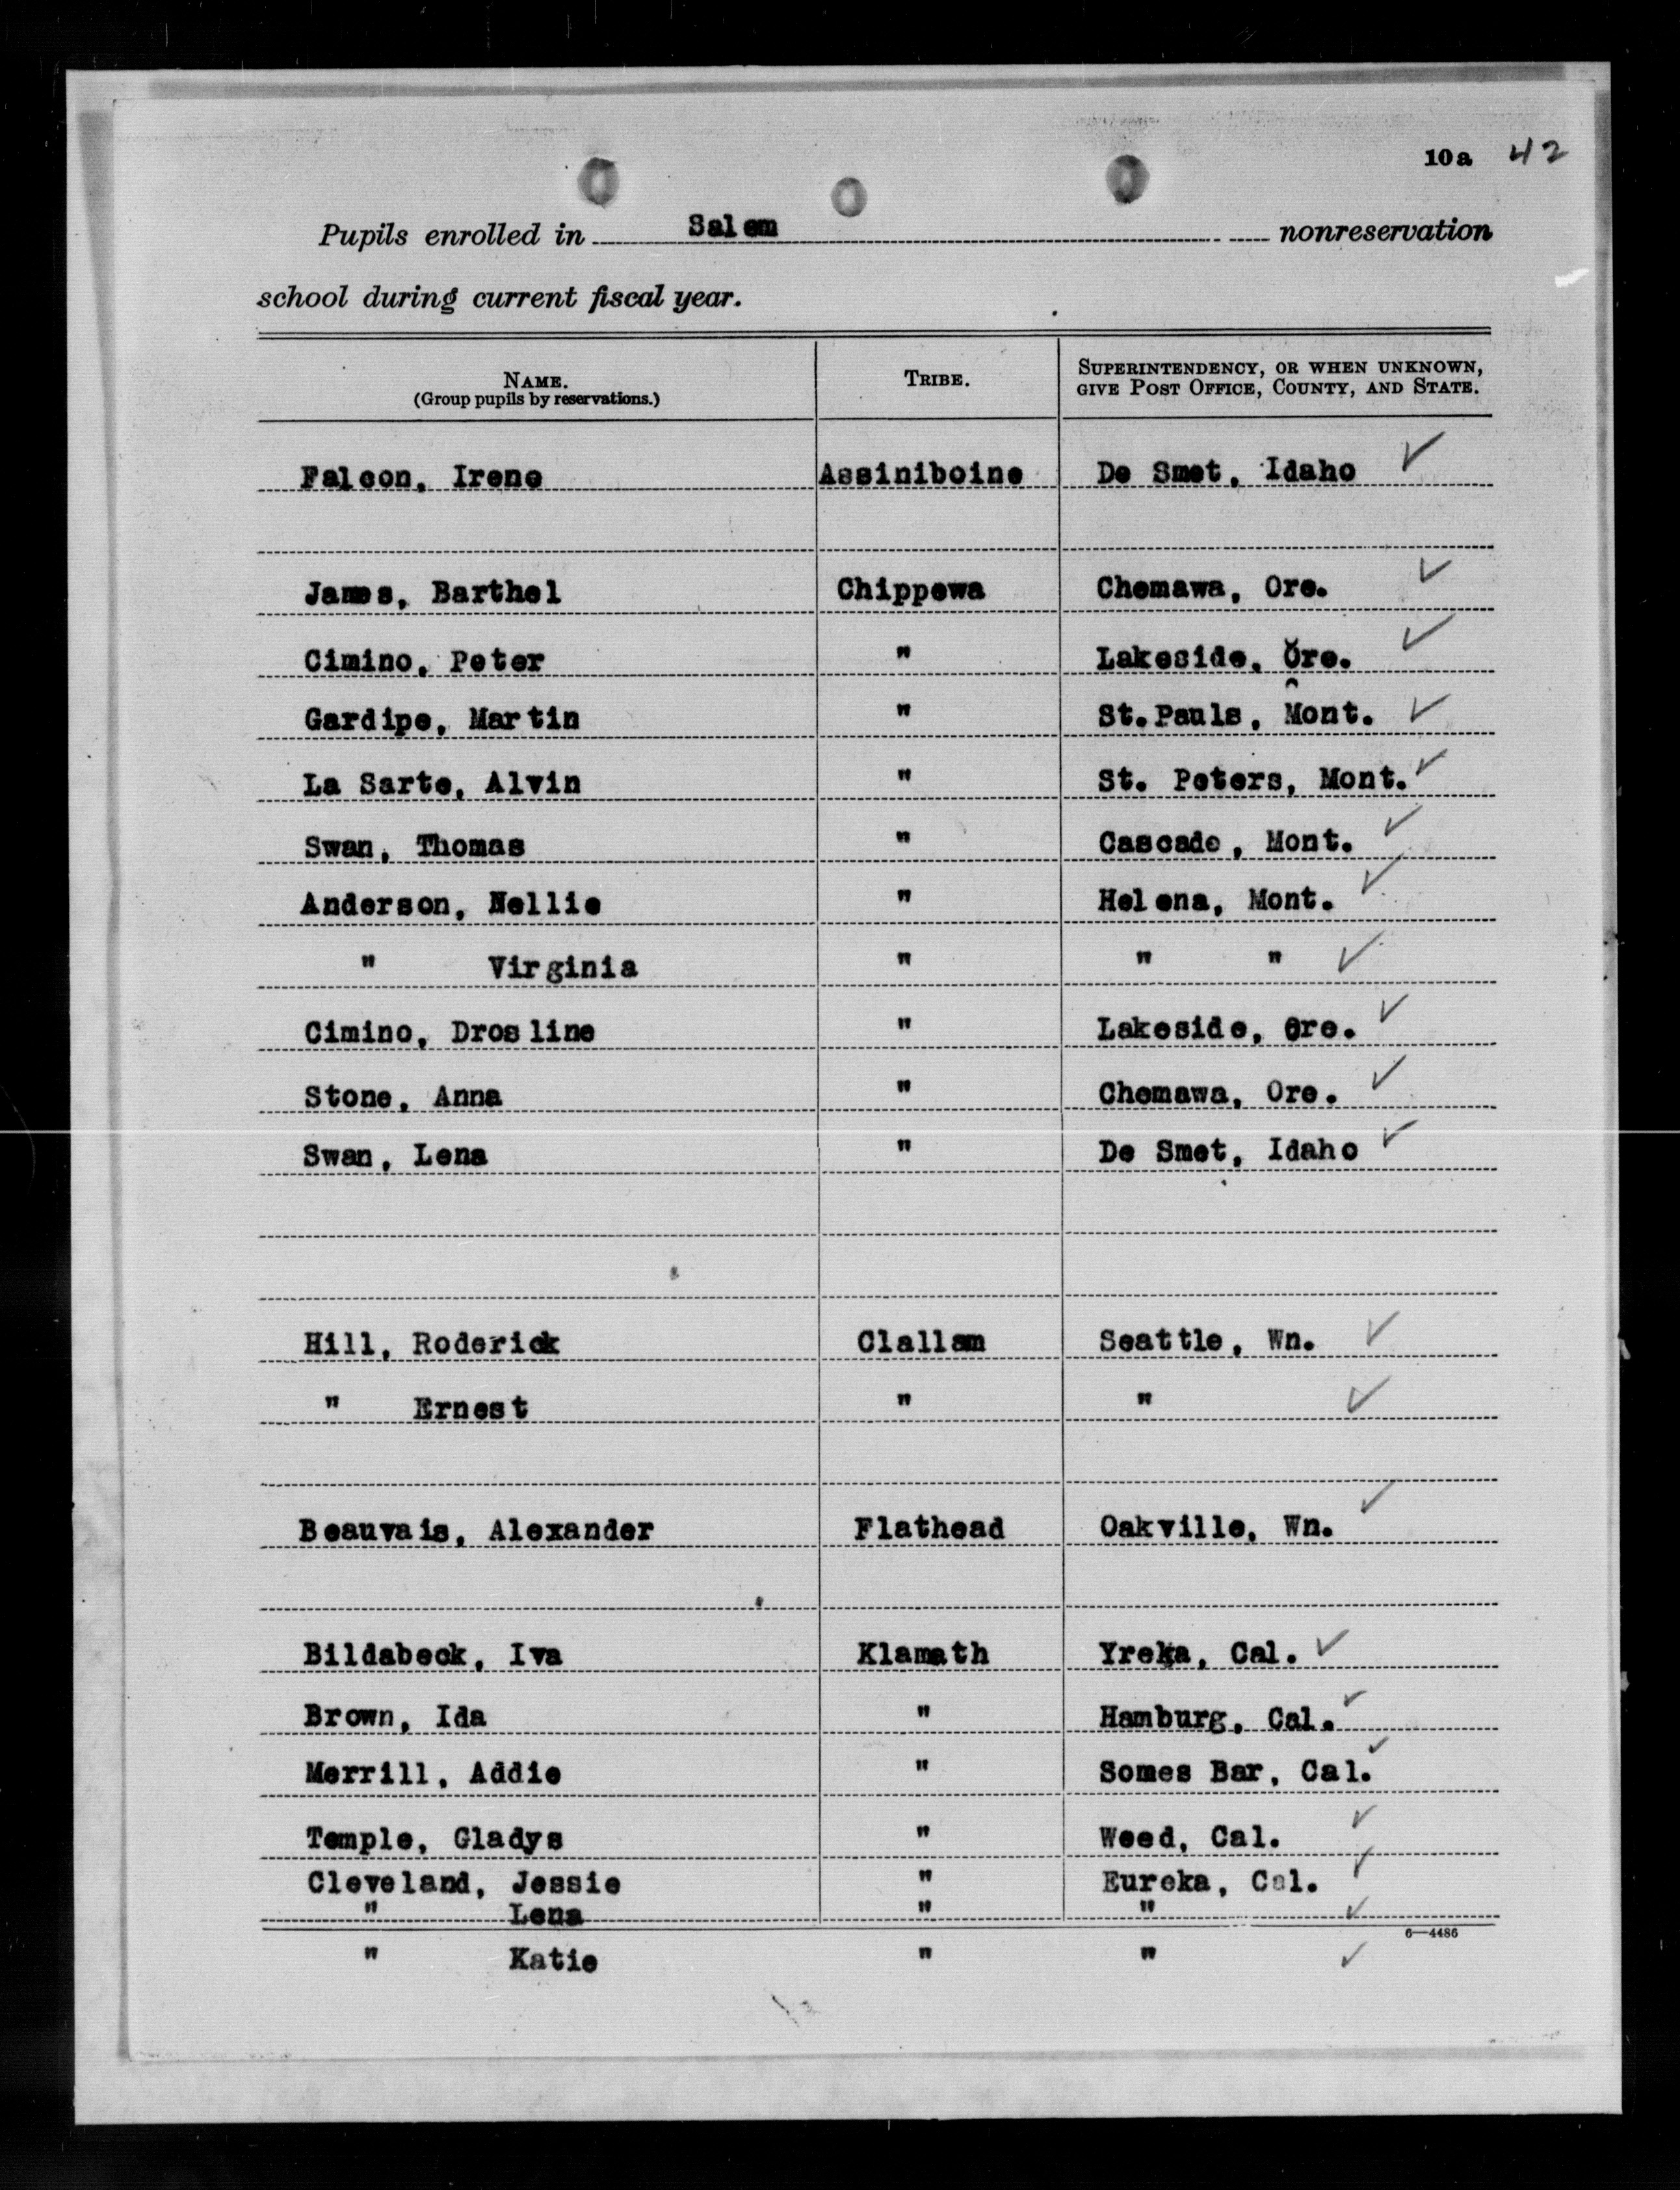 10a 42
Pupils enrolled in Salem nonreservation
school during current fiscal year.
NAME. TRIBE. SUPERINTENDENCY, OR WHEN UNKNOWN,
(Group pupils by reservations.) GIVE POST OFFICE, COUNTY, AND STATE.
Falcon, Irene Assiniboine De Smet, Idaho ✓
James, Barthel Chippewa Chemawa, Ore. ✓
Cimino, Peter " Lakeside, Ore. ✓
Gardipe, Martin " St.Pauls, Mont. ✓
La Sarte, Alvin " St. Peters, Mont. ✓
Swan, Thomas " Cascade, Mont. ✓
Anderson, Nellie " Helena, Mont. ✓
" Virginia " " " ✓
Cimino, Drosline " Lakeside, Ore. ✓
Stone, Anna " Chemawa, Ore. ✓
Swan, Lena " De Smet, Idaho ✓
Hill, Roderick Clallam Seattle, Wn. ✓
" Ernest " " ✓
Beauvais, Alexander Flathead Oakville, Wn. ✓
Bildabeck, Iva Klamath Yreka, Cal. ✓
Brown, Ida " Hamburg, Cal. ✓
Merrill, Addie " Somes Bar, Cal. ✓
Temple, Gladys " Weed, Cal. ✓
Cleveland, Jessie " Eureka, Cal. ✓
" Lena " " ✓
6—4486
" Katie " " ✓